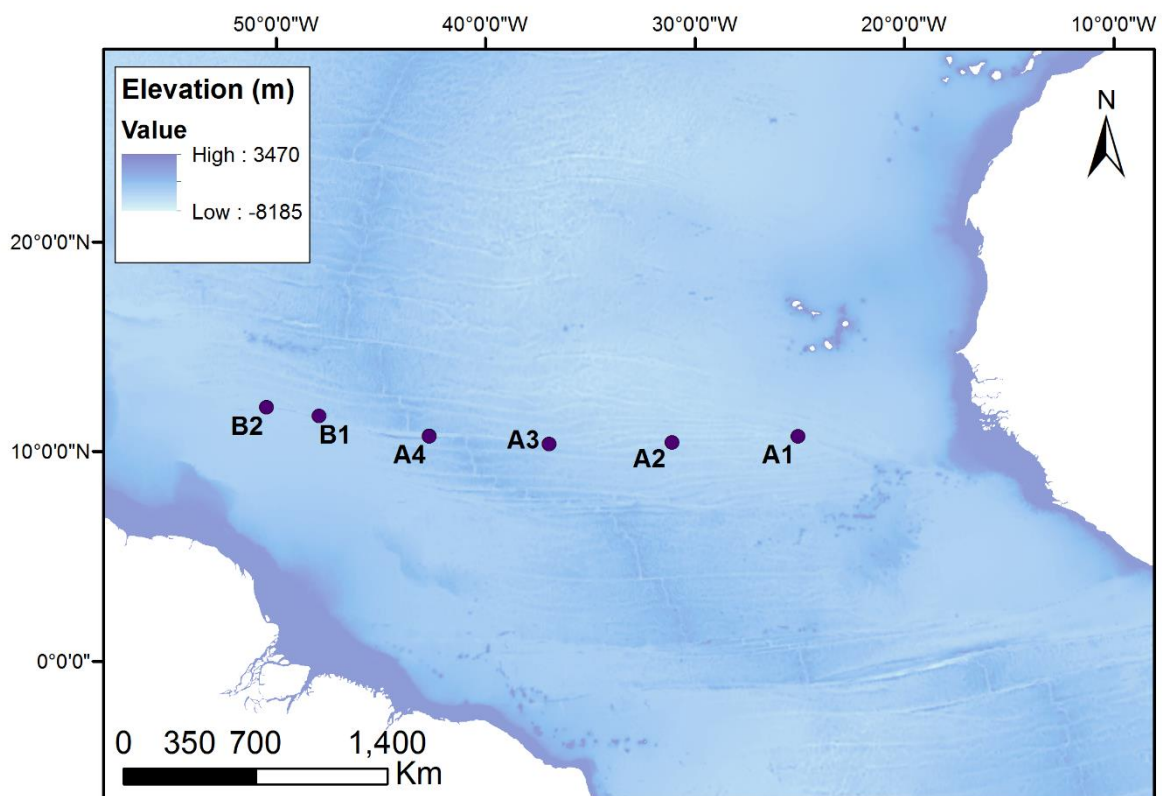 50°0'0"W 40°0'0"W 30°0'0"W 20°0'0"W 10°0'0"W
Elevation (m)
Value
High : 3470
Low : -8185
N
20°0'0"N
10°0'0"N
0°0'0"
B2
B1
A4
A3
A2
A1
0 350 700 1,400
Km